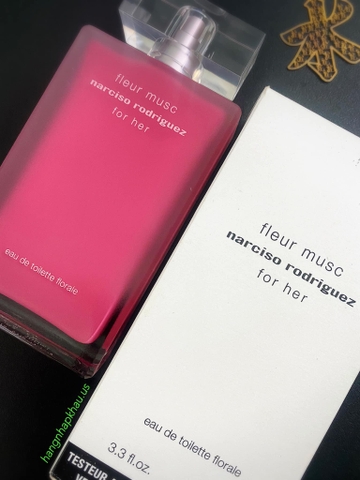 fleur musc
narciso rodriguez
for her
eau de toilette florale
fleur musc
narciso rodriguez
for her
eau de toilette florale
3.3 fl.oz.
TESTEUR
hangnhapkhau.us